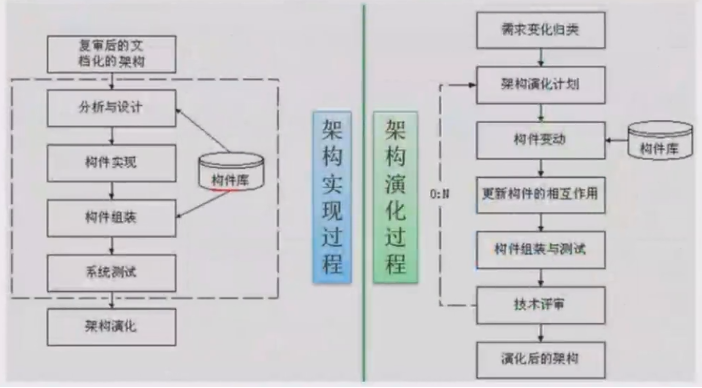 复审后的文
档化的架构
分析与设计
构件实现
构件库
构件组装
系统测试
架构演化
架构实现过程
架构演化过程
需求变化归类
架构演化计划
构件变动
构件库
0:N
更新构件的相互作用
构件组装与测试
技术评审
演化后的架构